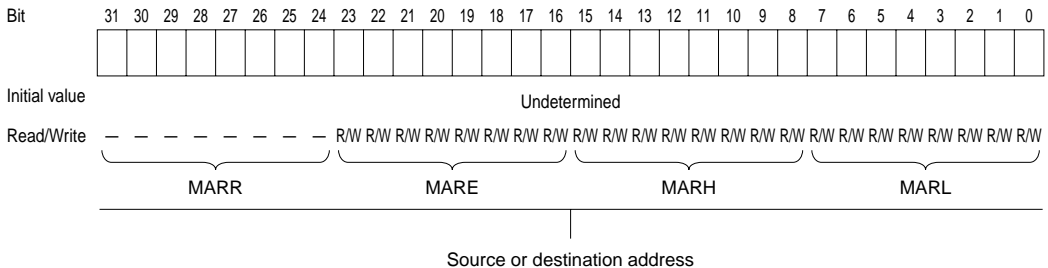 Bit 31 30 29 28 27 26 25 24 23 22 21 20 19 18 17 16 15 14 13 12 11 10 9 8 7 6 5 4 3 2 1 0
Initial value Undetermined
Read/Write — — — — — — — — R/W R/W R/W R/W R/W R/W R/W R/W R/W R/W R/W R/W R/W R/W R/W R/W R/W R/W R/W R/W R/W R/W R/W R/W
MARR MARE MARH MARL
Source or destination address